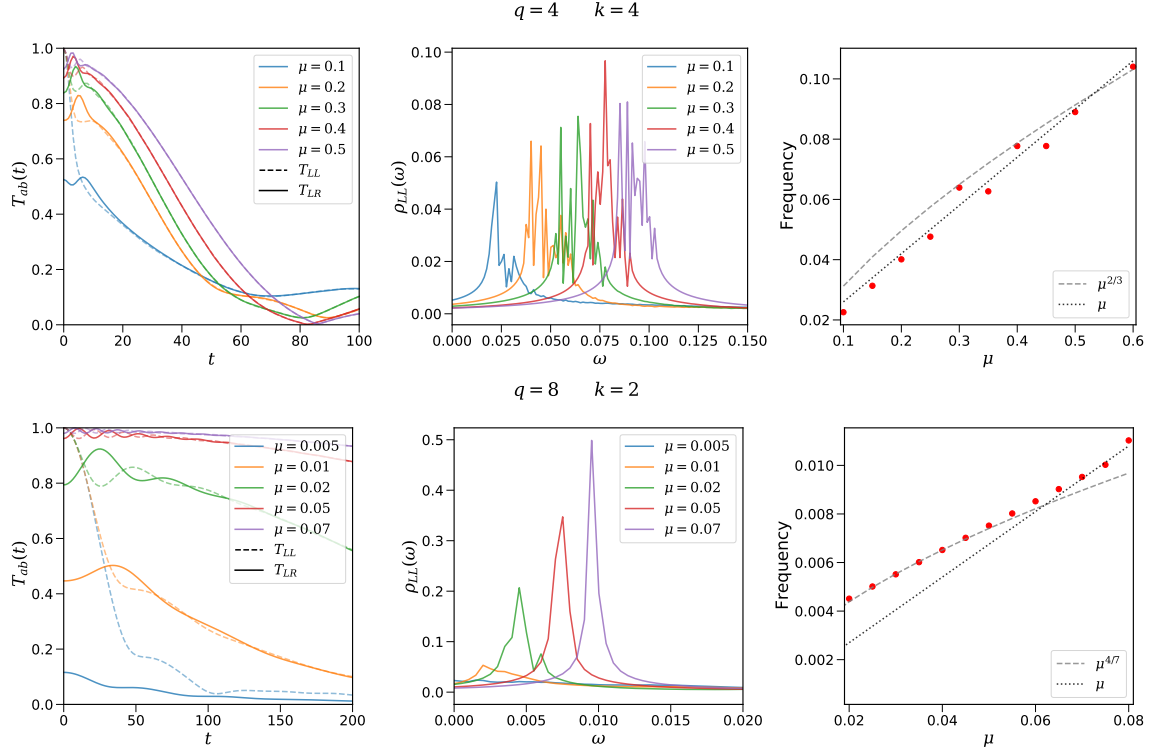 q = 4 k = 4
T_ab(t)
1.0
0.8
0.6
0.4
0.2
0.0
0 20 40 60 80 100
t
μ = 0.1
μ = 0.2
μ = 0.3
μ = 0.4
μ = 0.5
T_LL
T_LR
ρ_LL(ω)
0.10
0.08
0.06
0.04
0.02
0.00
0.000 0.025 0.050 0.075 0.100 0.125 0.150
ω
μ = 0.1
μ = 0.2
μ = 0.3
μ = 0.4
μ = 0.5
Frequency
0.10
0.08
0.06
0.04
0.02
0.1 0.2 0.3 0.4 0.5 0.6
μ
μ^2/3
μ
q = 8 k = 2
T_ab(t)
1.0
0.8
0.6
0.4
0.2
0.0
0 50 100 150 200
t
μ = 0.005
μ = 0.01
μ = 0.02
μ = 0.05
μ = 0.07
T_LL
T_LR
ρ_LL(ω)
0.5
0.4
0.3
0.2
0.1
0.0
0.000 0.005 0.010 0.015 0.020
ω
μ = 0.005
μ = 0.01
μ = 0.02
μ = 0.05
μ = 0.07
Frequency
0.010
0.008
0.006
0.004
0.002
0.02 0.04 0.06 0.08
μ
μ^4/7
μ